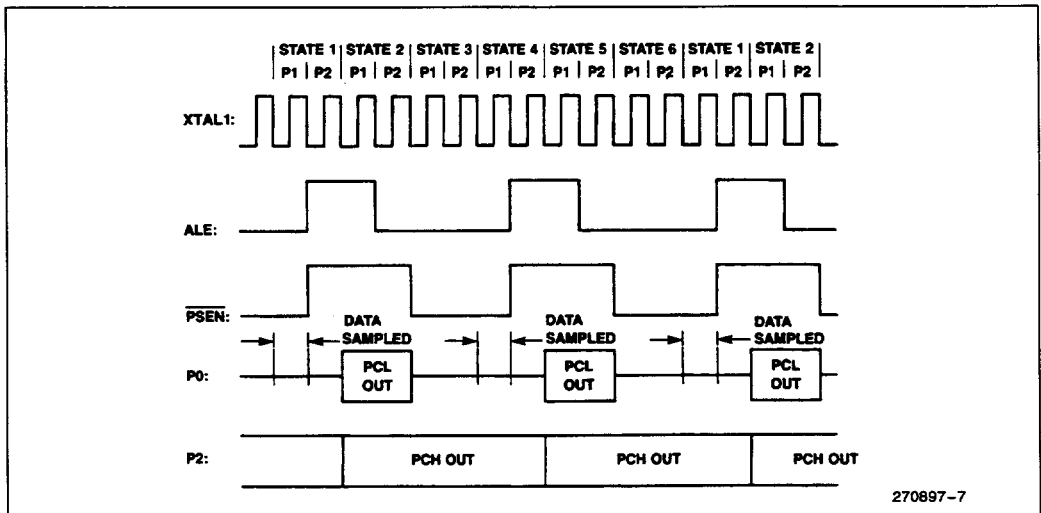 STATE 1 STATE 2 STATE 3 STATE 4 STATE 5 STATE 6 STATE 1 STATE 2
P1 P2 P1 P2 P1 P2 P1 P2 P1 P2 P1 P2 P1 P2 P1 P2
XTAL1:
ALE:
PSEN:
DATA SAMPLED
DATA SAMPLED
DATA SAMPLED
P0:
PCL OUT
PCL OUT
PCL OUT
P2:
PCH OUT
PCH OUT
PCH OUT
270897-7